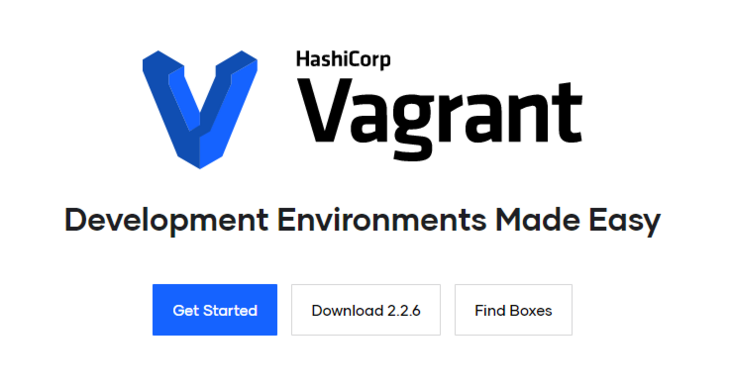 HashiCorp
Vagrant
Development Environments Made Easy
Get Started
Download 2.2.6
Find Boxes